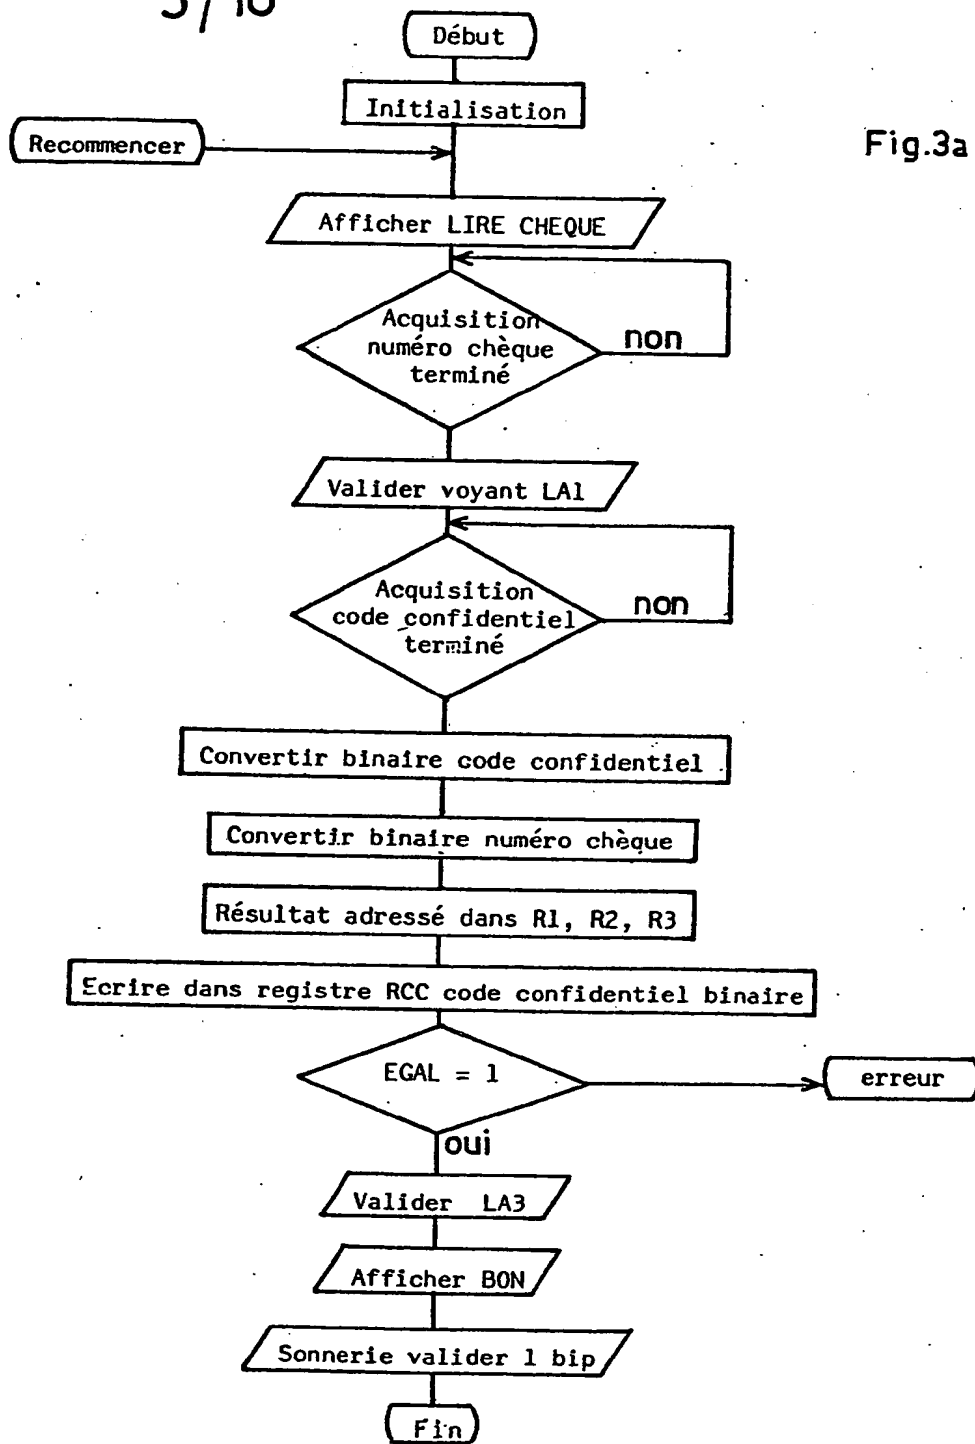 Début
Initialisation
Recommencer
Fig.3a
Afficher LIRE CHEQUE
Acquisition
numéro chèque
terminé
non
Valider voyant LA1
Acquisition
code confidentiel
terminé
non
Convertir binaire code confidentiel
Convertir binaire numéro chèque
Résultat adressé dans R1, R2, R3
Ecrire dans registre RCC code confidentiel binaire
EGAL = 1
erreur
oui
Valider LA3
Afficher BON
Sonnerie valider 1 bip
Fin